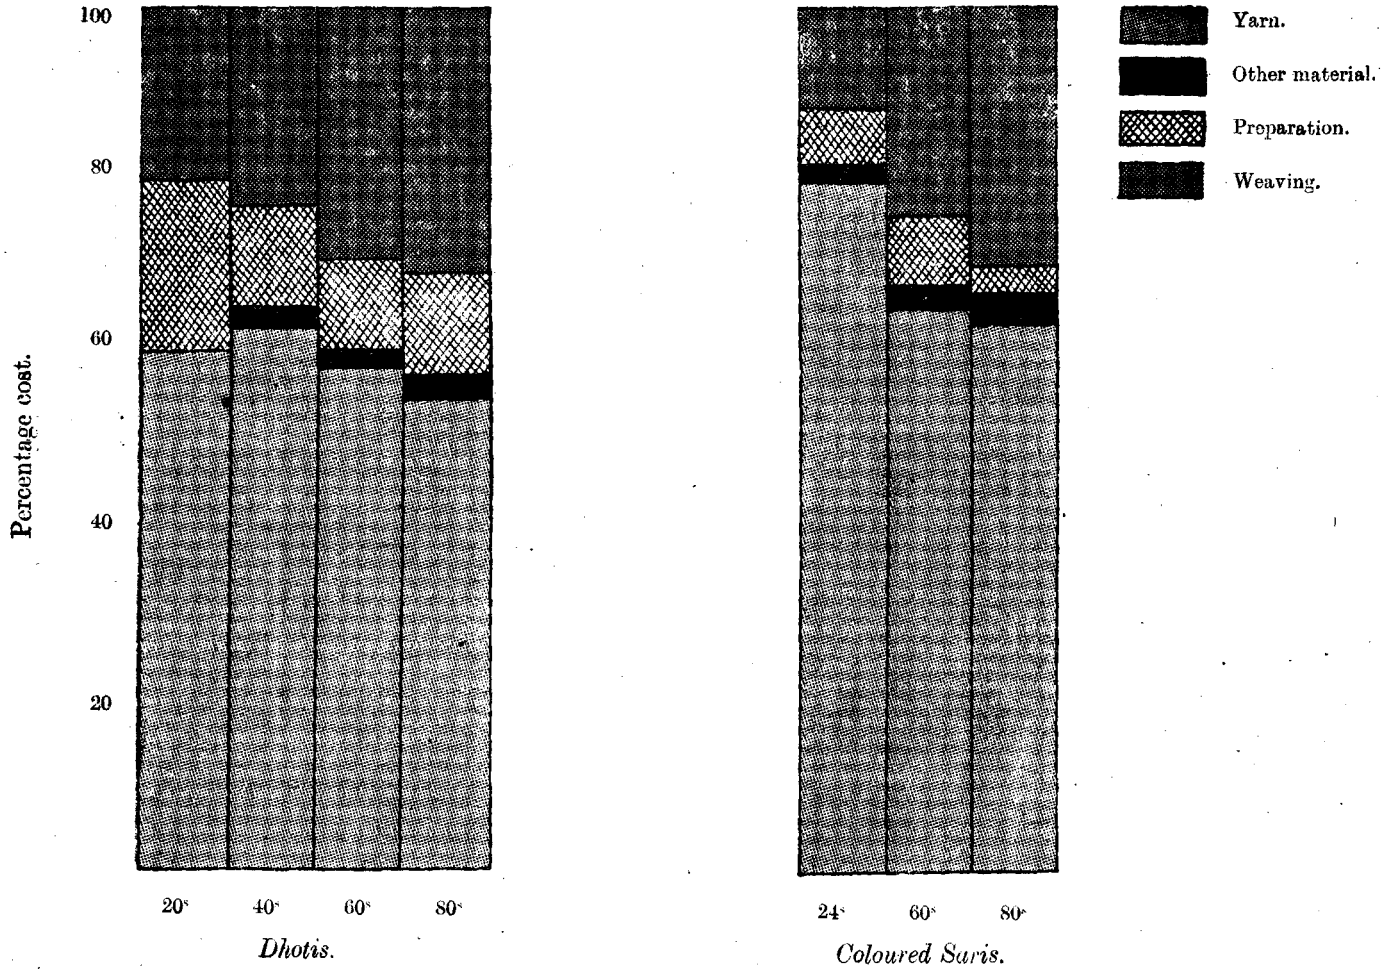 100
80
60
40
20
Percentage cost.
20s 40s 60s 80s
Dhotis.
24s 60s 80s
Coloured Saris.
Yarn.
Other material.
Preparation.
Weaving.